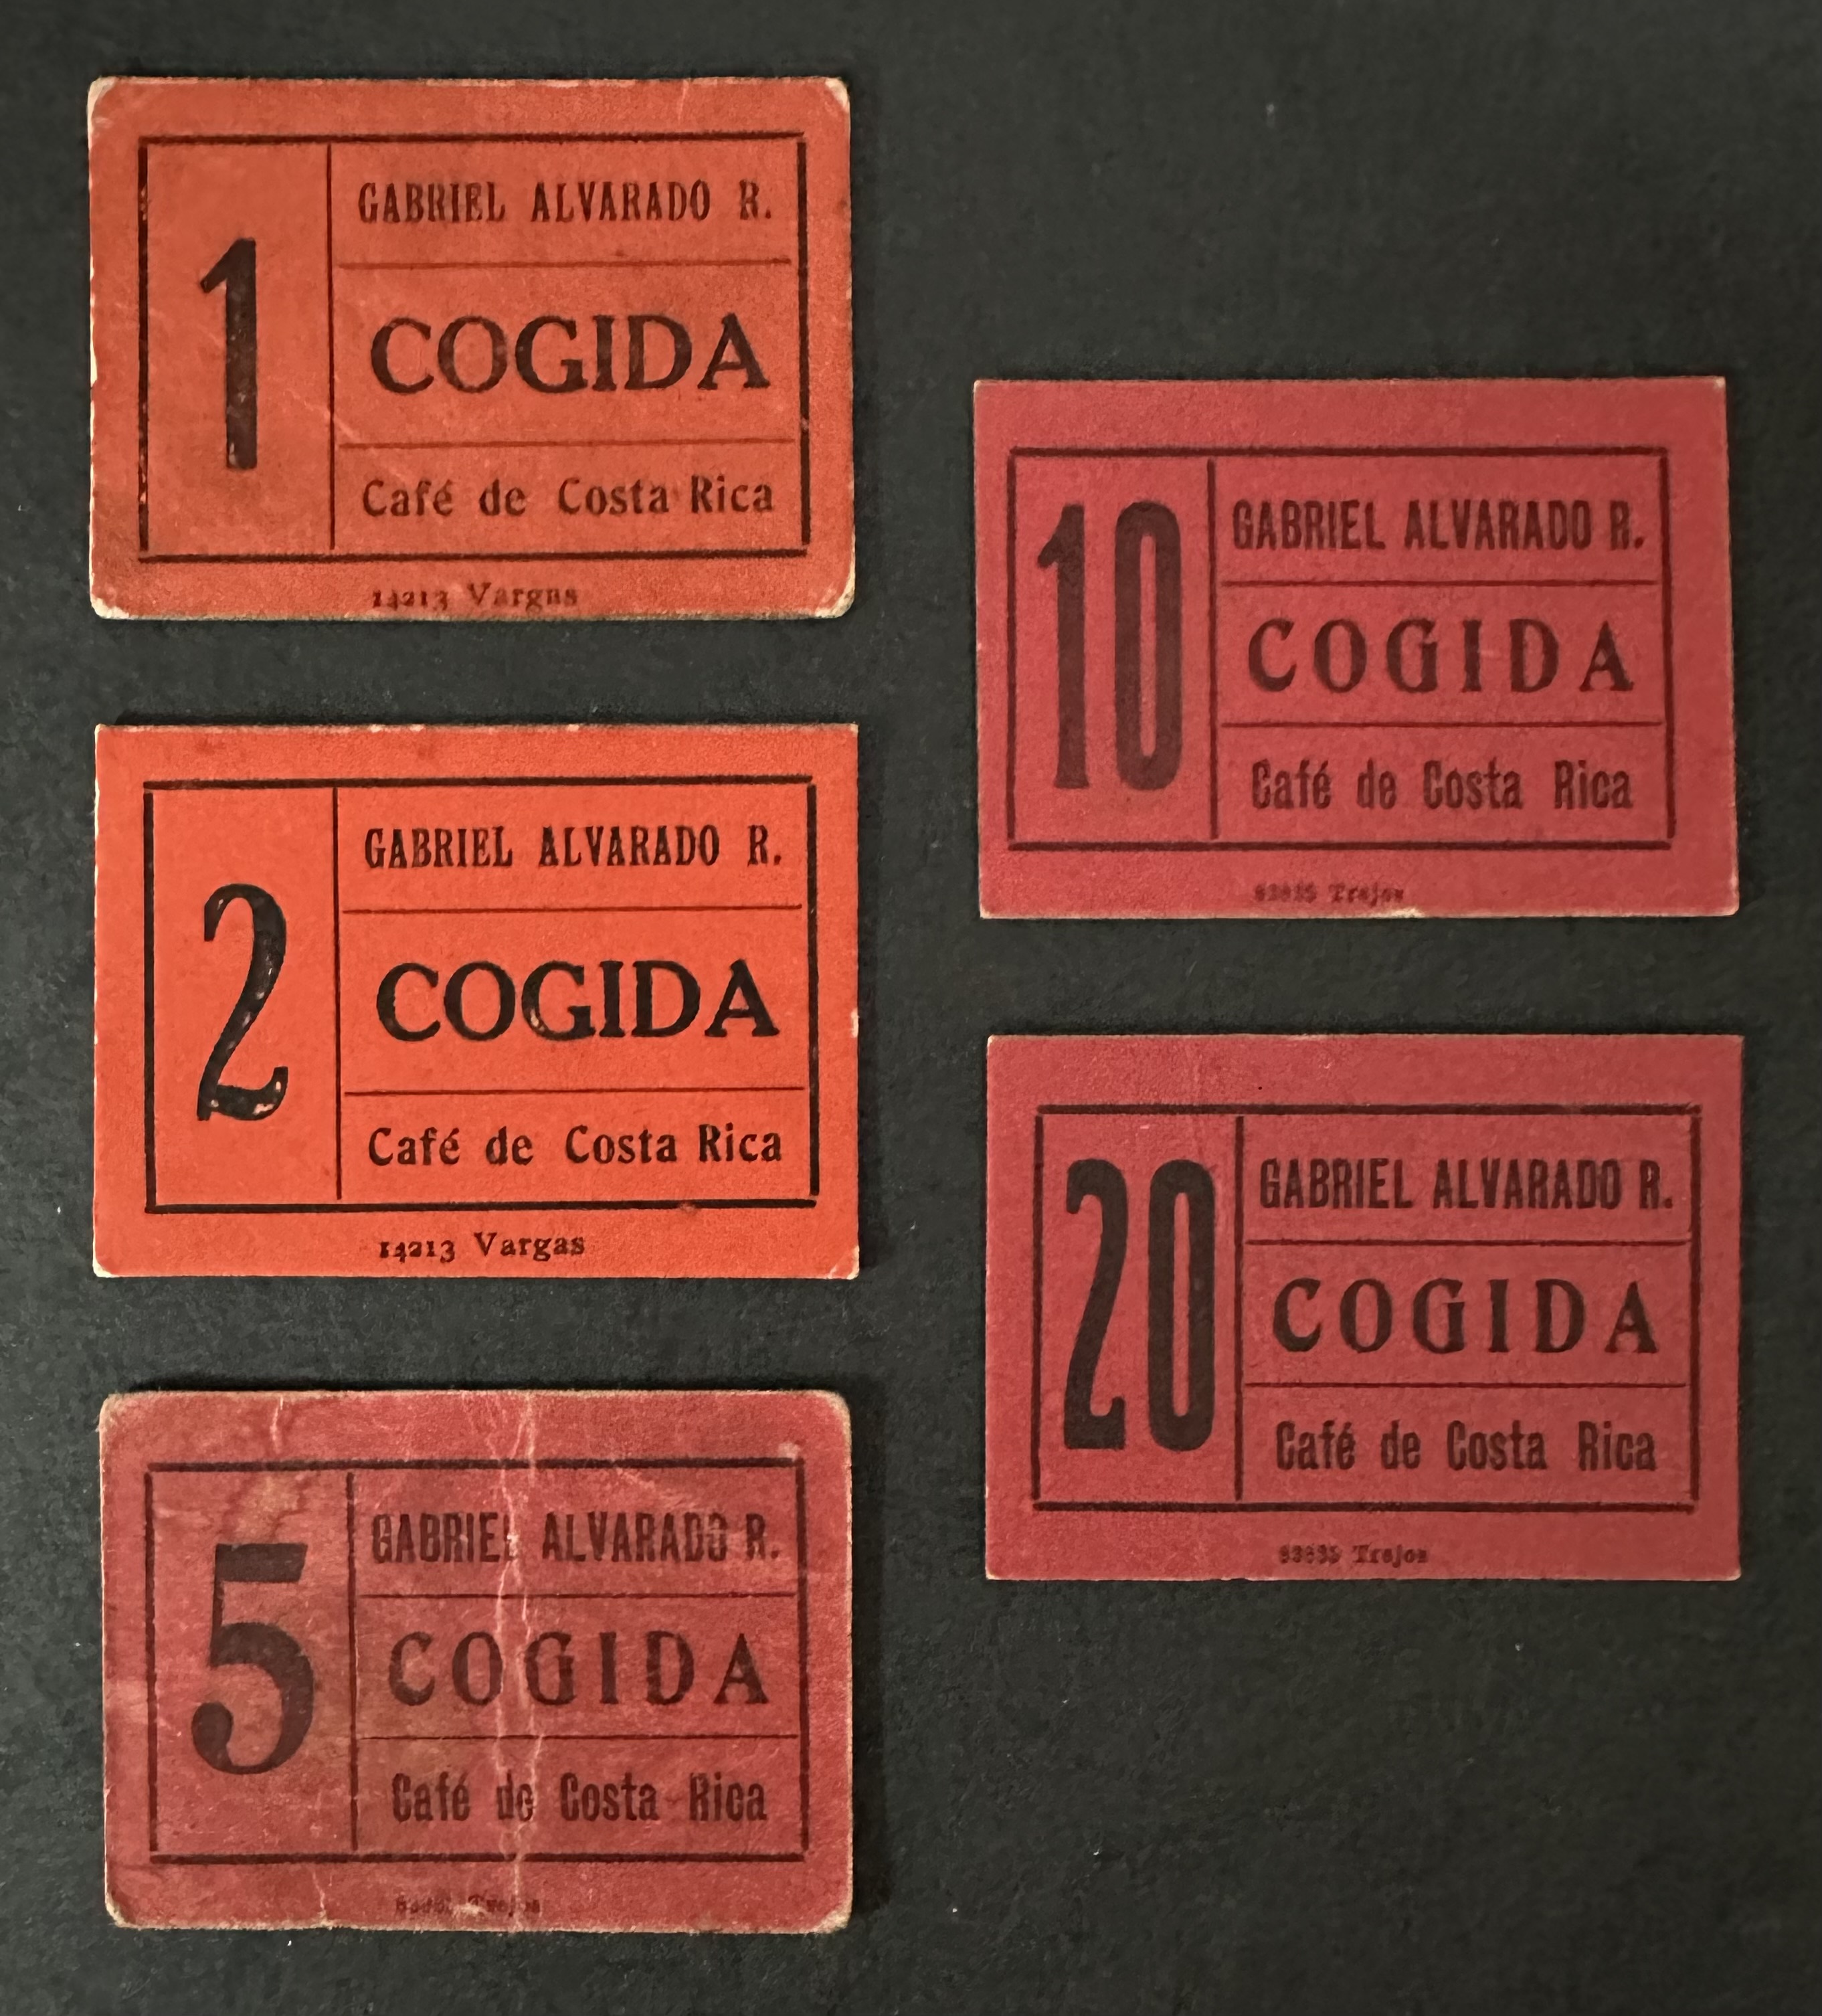 1
GABRIEL ALVARADO R.
COGIDA
Café de Costa Rica
14213 Vargas
2
GABRIEL ALVARADO R.
COGIDA
Café de Costa Rica
14213 Vargas
5
GABRIEL ALVARADO R.
COGIDA
Café de Costa Rica
Trejos
10
GABRIEL ALVARADO R.
COGIDA
Café de Costa Rica
Trejos
20
GABRIEL ALVARADO R.
COGIDA
Café de Costa Rica
Trejos